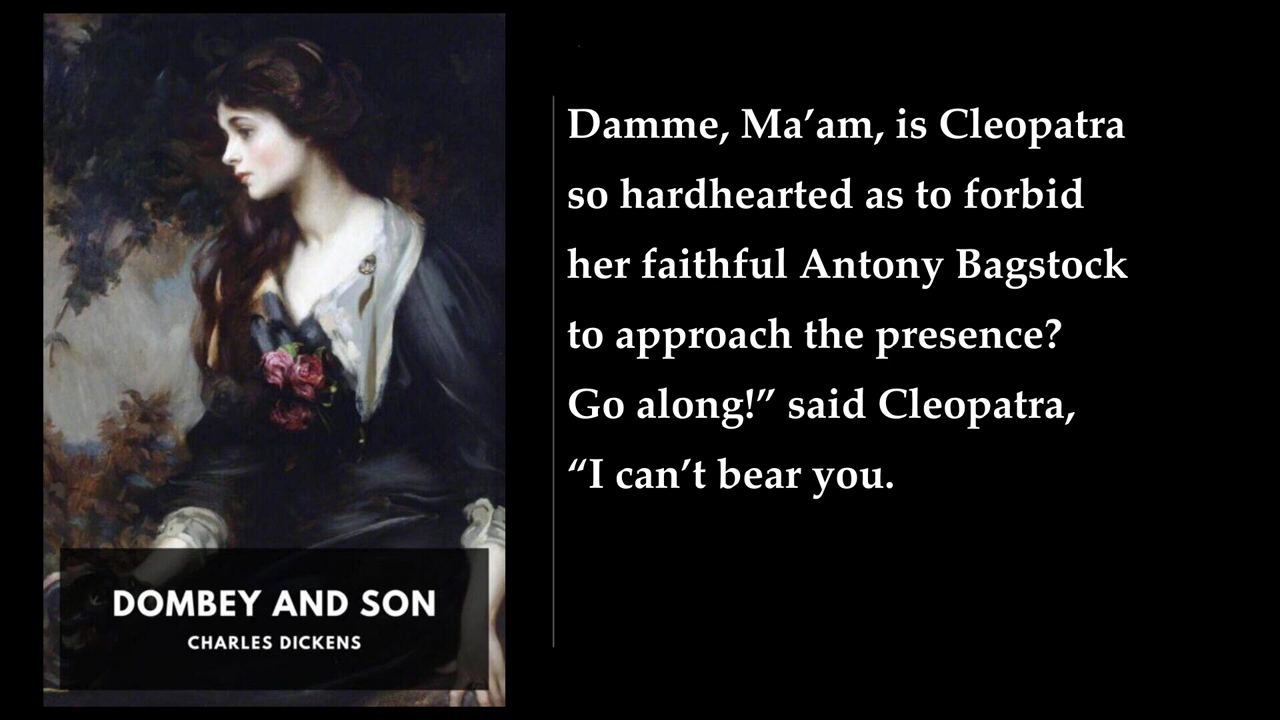 DOMBEY AND SON
CHARLES DICKENS
Damme, Ma’am, is Cleopatra
so hardhearted as to forbid
her faithful Antony Bagstock
to approach the presence?
Go along!” said Cleopatra,
“I can’t bear you.